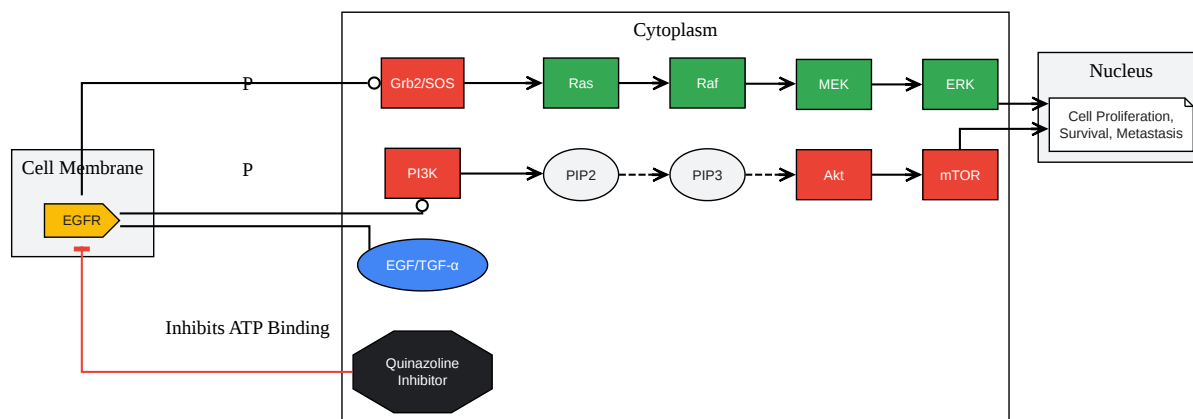 Cytoplasm
P
Grb2/SOS
Ras
Raf
MEK
ERK
Nucleus
Cell Proliferation,
Survival, Metastasis
Cell Membrane
P
PI3K
PIP2
PIP3
Akt
mTOR
EGFR
EGF/TGF-α
Inhibits ATP Binding
Quinazoline
Inhibitor